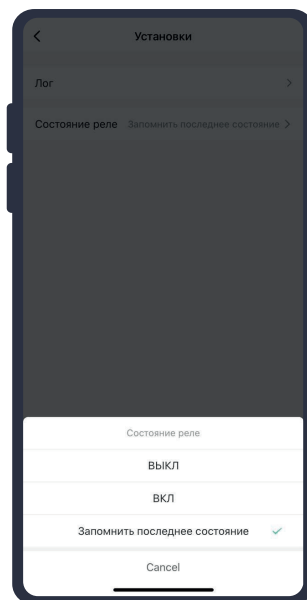 Установки
Лог
Состояние реле Запомнить последнее состояние
Состояние реле
ВЫКЛ
ВКЛ
Запомнить последнее состояние
Cancel